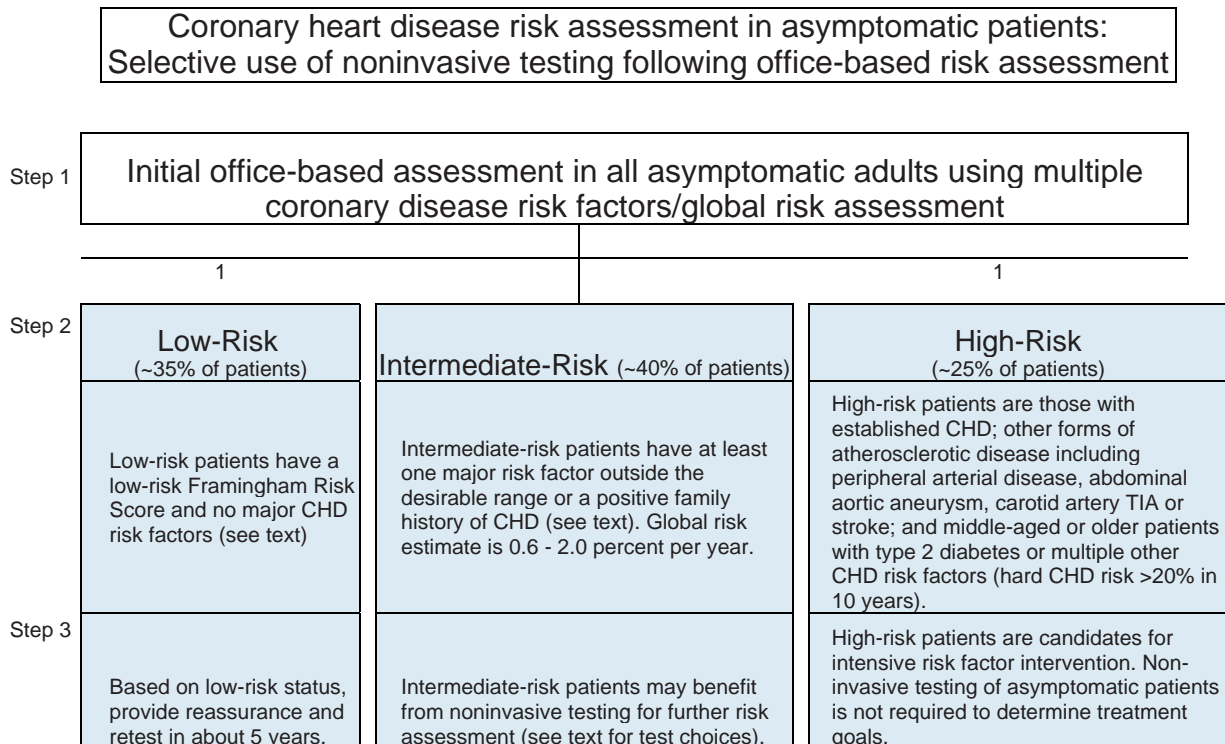 Coronary heart disease risk assessment in asymptomatic patients:
Selective use of noninvasive testing following office-based risk assessment
Step 1
Initial office-based assessment in all asymptomatic adults using multiple
coronary disease risk factors/global risk assessment
1
1
Step 2
Low-Risk
(~35% of patients)
Intermediate-Risk (~40% of patients)
High-Risk
(~25% of patients)
Low-risk patients have a
low-risk Framingham Risk
Score and no major CHD
risk factors (see text)
Intermediate-risk patients have at least
one major risk factor outside the
desirable range or a positive family
history of CHD (see text). Global risk
estimate is 0.6 - 2.0 percent per year.
High-risk patients are those with
established CHD; other forms of
atherosclerotic disease including
peripheral arterial disease, abdominal
aortic aneurysm, carotid artery TIA or
stroke; and middle-aged or older patients
with type 2 diabetes or multiple other
CHD risk factors (hard CHD risk >20% in
10 years).
Step 3
Based on low-risk status,
provide reassurance and
retest in about 5 years.
Intermediate-risk patients may benefit
from noninvasive testing for further risk
assessment (see text for test choices).
High-risk patients are candidates for
intensive risk factor intervention. Non-
invasive testing of asymptomatic patients
is not required to determine treatment
goals.